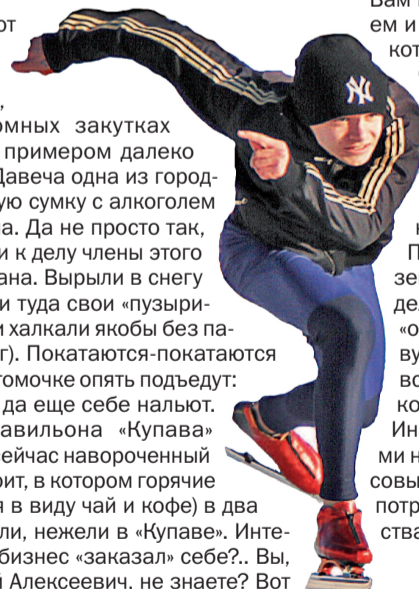 от
,
омных закутках
примером далеко
Давеча одна из город-
ую сумку с алкоголем
а. Да не просто так,
и к делу члены этого
ана. Вырыли в снегу
и туда свои «пузыри-
и халкали якобы без па-
г). Покатаются-покатаются
томочке опять подъедут:
да еще себе нальют.
авильона «Купава»
сейчас навороченный
оит, в котором горячие
я в виду чай и кофе) в два
ли, нежели в «Купаве». Инте-
бизнес «заказал» себе?.. Вы,
й Алексеевич, не знаете? Вот
NY
Вам
ем и
кот
к
П
зе
дел
«о
ву
во
ко
Ин
ми н
совы
потр
ства